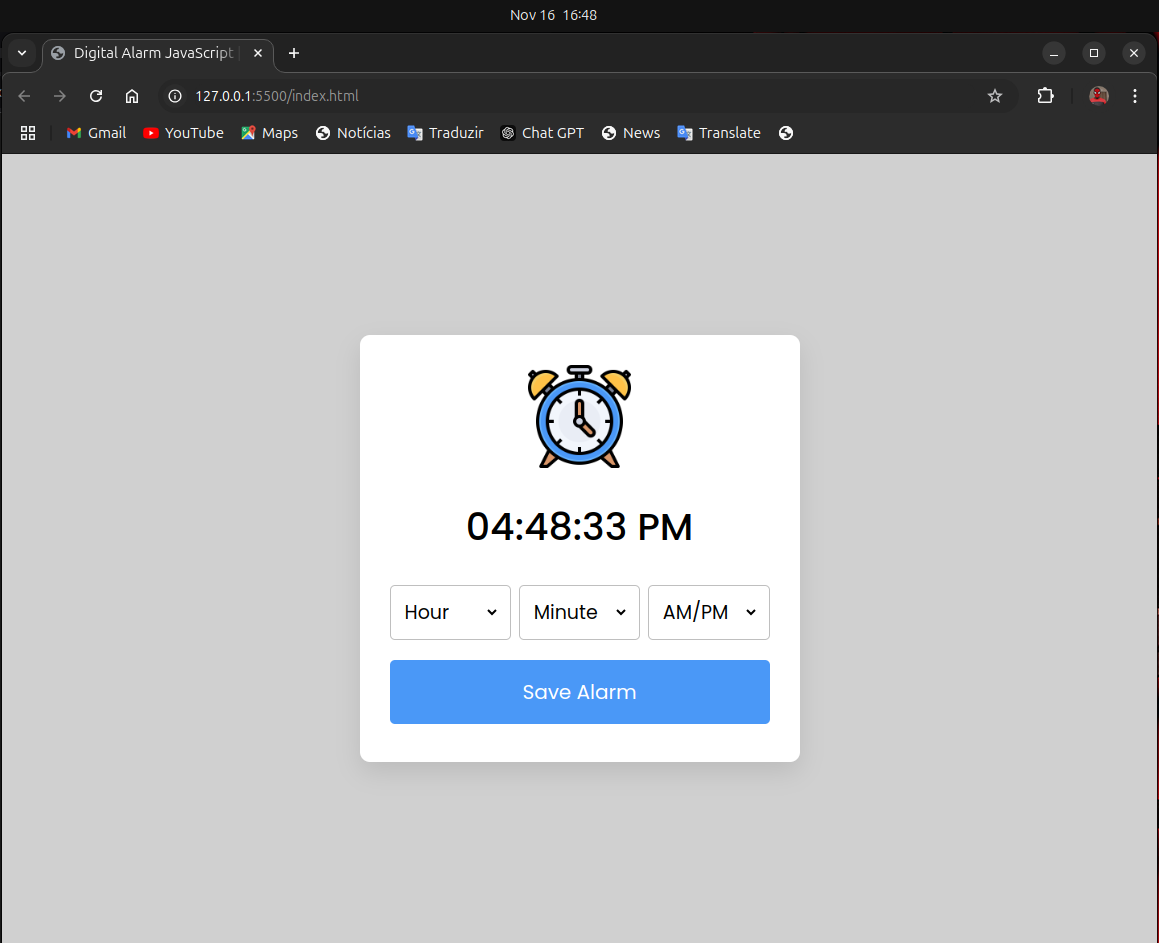 Nov 16 16:48
Digital Alarm JavaScript
127.0.0.1:5500/index.html
Gmail YouTube Maps Notícias Traduzir Chat GPT News Translate
04:48:33 PM
Hour Minute AM/PM
Save Alarm